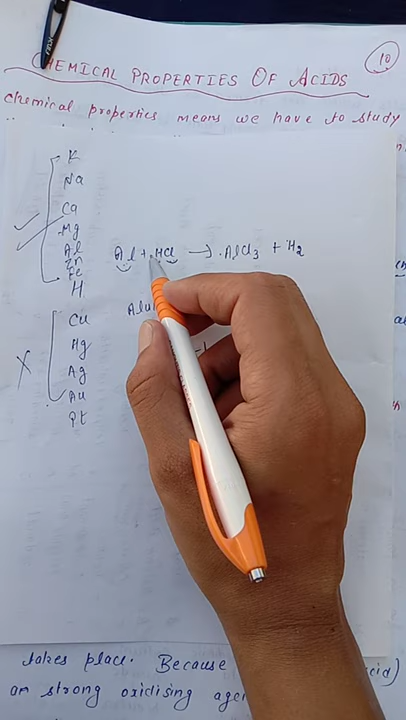 10
CHEMICAL PROPERTIES OF ACIDS
chemical properties means we have to study
K
Na
Ca
Mg
Al
Al + HCl → AlCl3 + H2
Zn
Fe
H
Cu
Hg
Ag
Au
Pt
takes place. Because
on strong oxidising